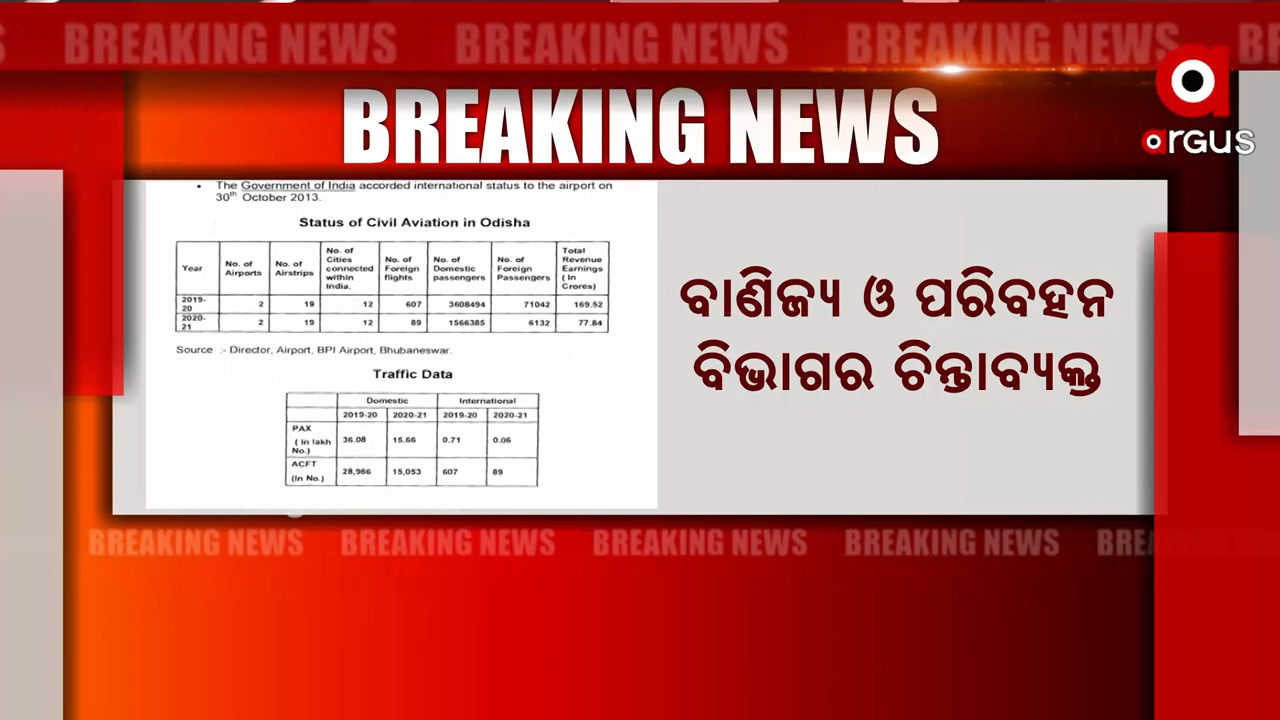 BREAKING NEWS BREAKING NEWS BREAKING NEWS
BREAKING NEWS
argus
• The Government of India accorded international status to the airport on
30th October 2013.
Status of Civil Aviation in Odisha
Year No. of Airports No. of Airstrips No. of Cities connected within India. No. of Foreign flights No. of Domestic passengers No. of Foreign Passengers Total Revenue Earnings ( In Crores)
2019-20 2 19 12 607 3608494 71042 169.52
2020-21 2 19 12 89 1566385 6132 77.84
Source :- Director, Airport, BPI Airport, Bhubaneswar.
Traffic Data
Domestic International
2019-20 2020-21 2019-20 2020-21
PAX ( in lakh No.) 36.08 15.66 0.71 0.06
ACFT (In No.) 28,966 15,053 607 89
ବାଣିଜ୍ୟ ଓ ପରିବହନ
ବିଭାଗର ଚିନ୍ତାବ୍ୟକ୍ତ
BREAKING NEWS BREAKING NEWS BREAKING NEWS BREAKING NEWS